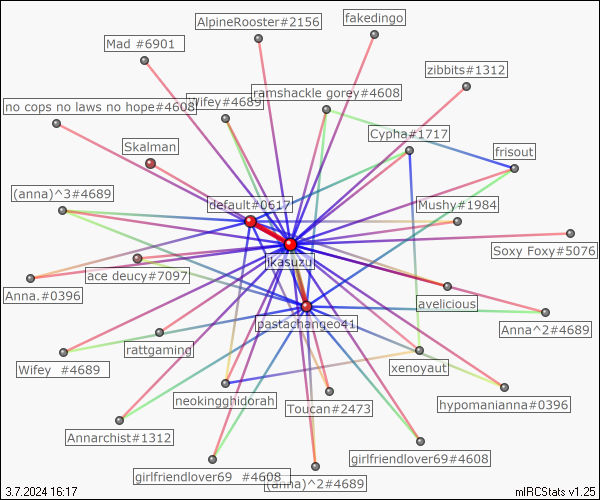 fakedingo
AlpineRooster#2156
Mad #6901
zibbits#1312
ramshackle gorey#4608
Wifey#4689
no cops no laws no hope#4608
Cypha#1717
Skalman
frisout
(anna)^3#4689
default#0617
Mushy#1984
Soxy Foxy#5076
jkasuzu
ace deucy#7097
Anna.#0396
avelicious
pastachangeo41
Anna^2#4689
rattgaming
Wifey #4689
xenoyaut
neokingghidorah
Toucan#2473
hypomanianna#0396
Annarchist#1312
girlfriendlover69#4608
girlfriendlover69 #4608
(anna)^2#4689
3.7.2024 16:17
mIRCStats v1.25